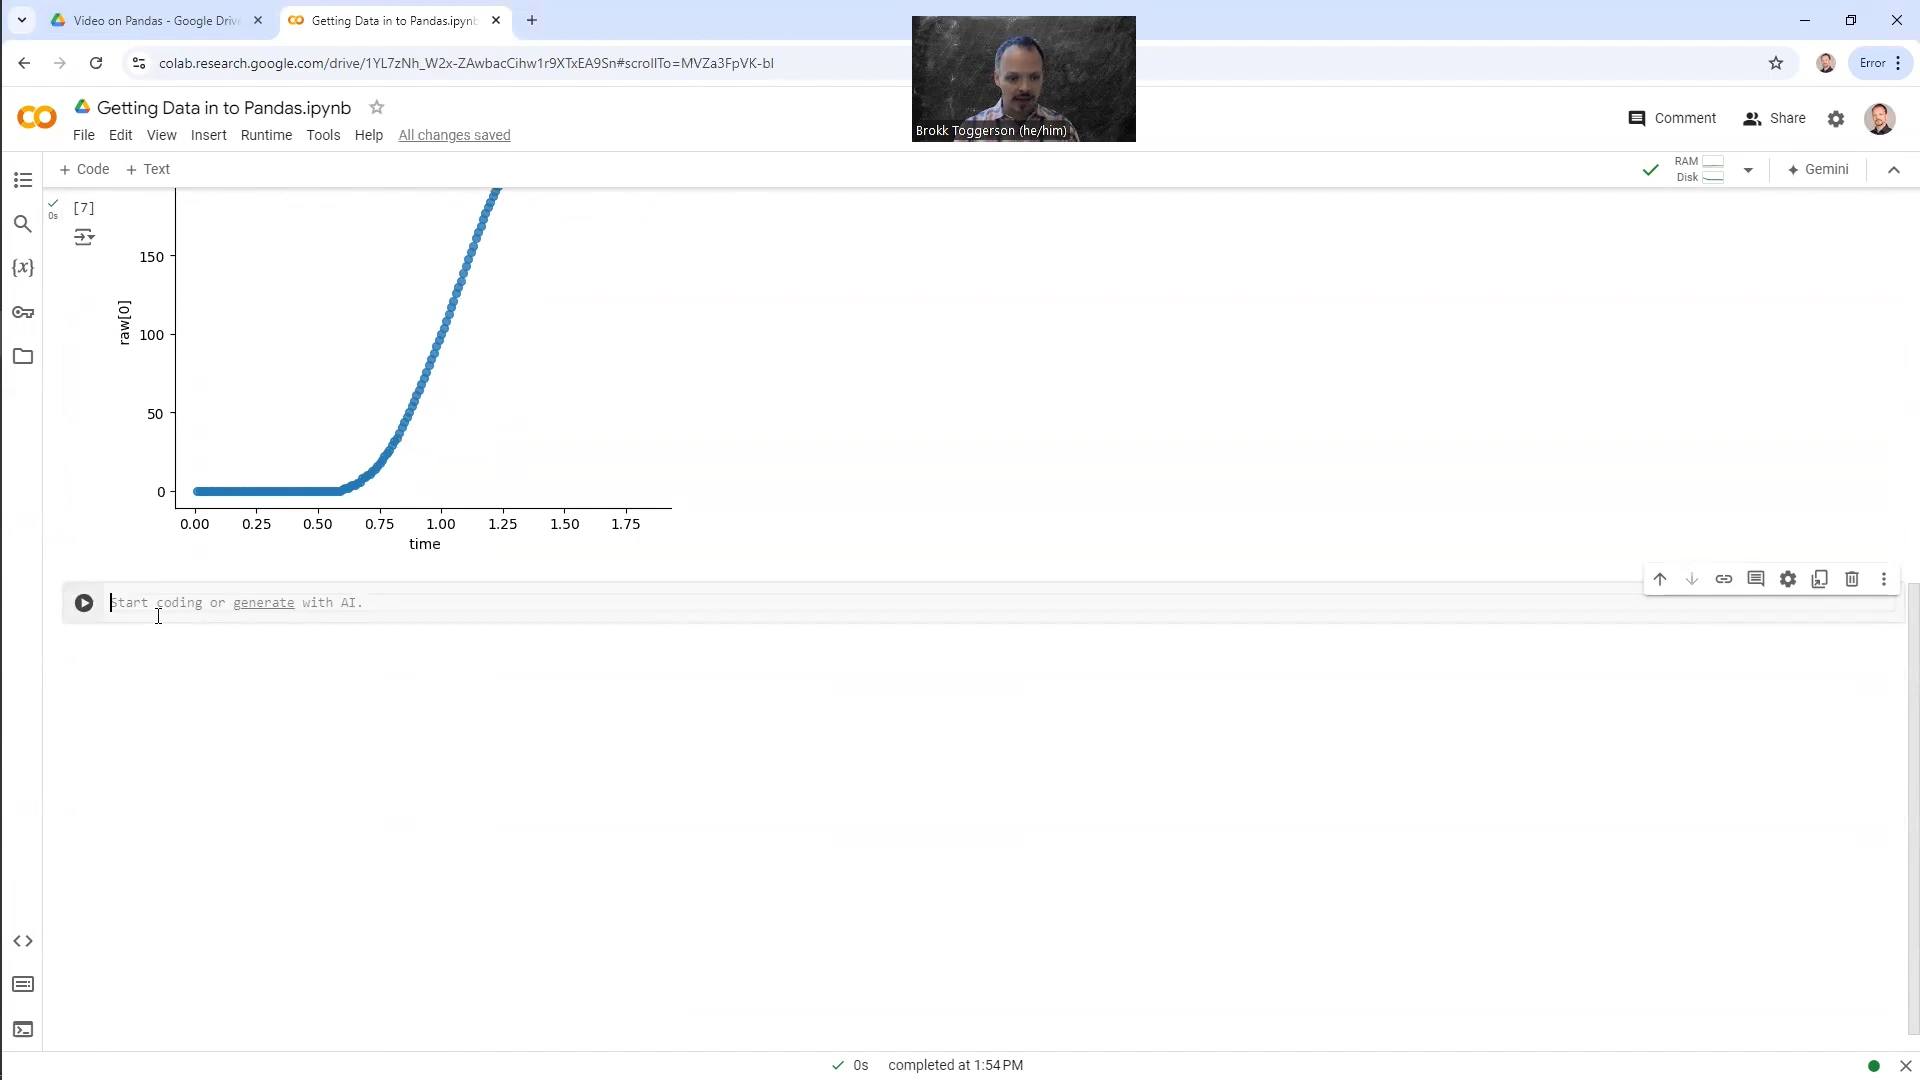 Video on Pandas - Google Driv
Getting Data in to Pandas.ipynb
colab.research.google.com/drive/1YL7zNh_W2x-ZAwbacCihw1r9XTxEA9Sn#scrollTo=MVZa3FpVK-bI
Error
Brokk Toggerson (he/him)
Getting Data in to Pandas.ipynb
File Edit View Insert Runtime Tools Help All changes saved
Comment
Share
+ Code + Text
RAM
Disk
Gemini
0s
[7]
150
100
50
0
raw[0]
0.00 0.25 0.50 0.75 1.00 1.25 1.50 1.75
time
Start coding or generate with AI.
0s completed at 1:54 PM